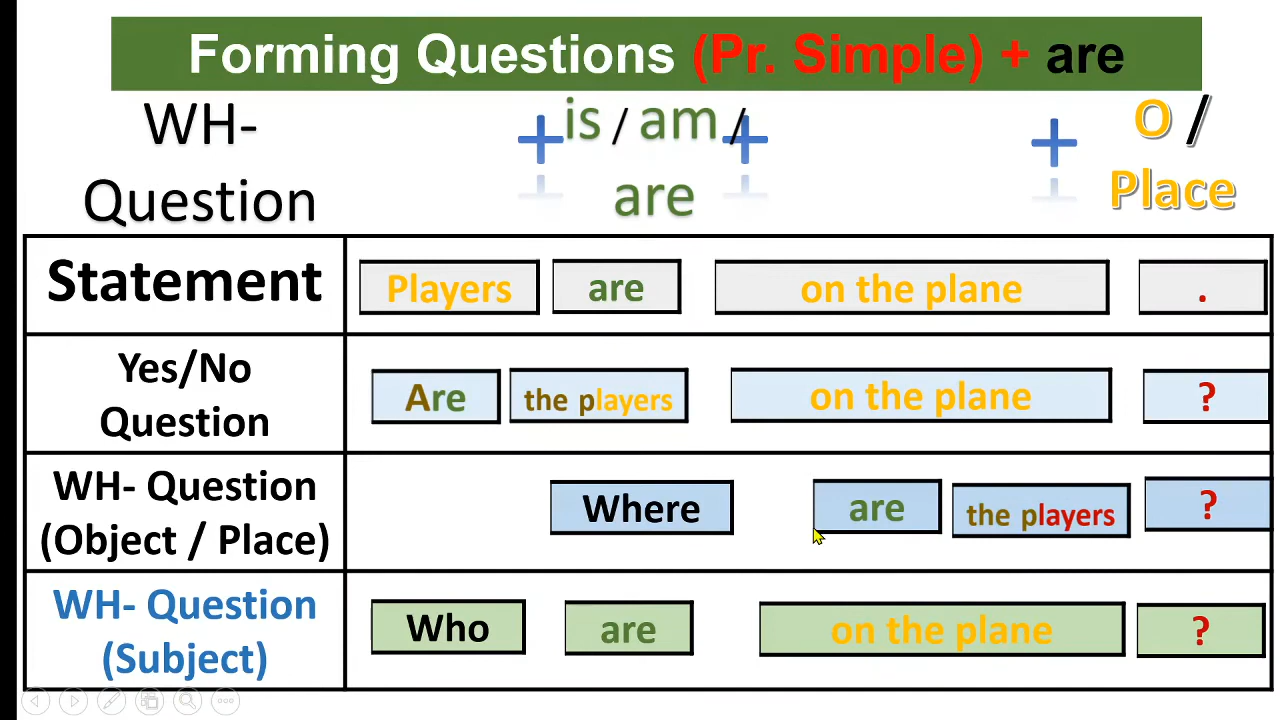 Forming Questions (Pr. Simple) + are
WH- + is / am / + + O /
Question are Place
Statement Players are on the plane .
Yes/No
Question Are the players on the plane ?
WH- Question
(Object / Place) Where are the players ?
WH- Question
(Subject) Who are on the plane ?